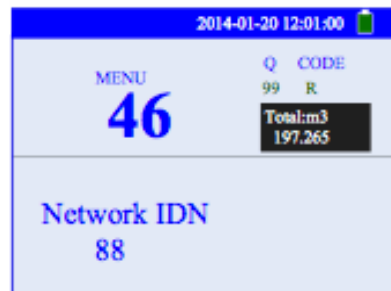 2014-01-20 12:01:00
MENU
46
Q CODE
99 R
Total:m3
197.265
Network IDN
88